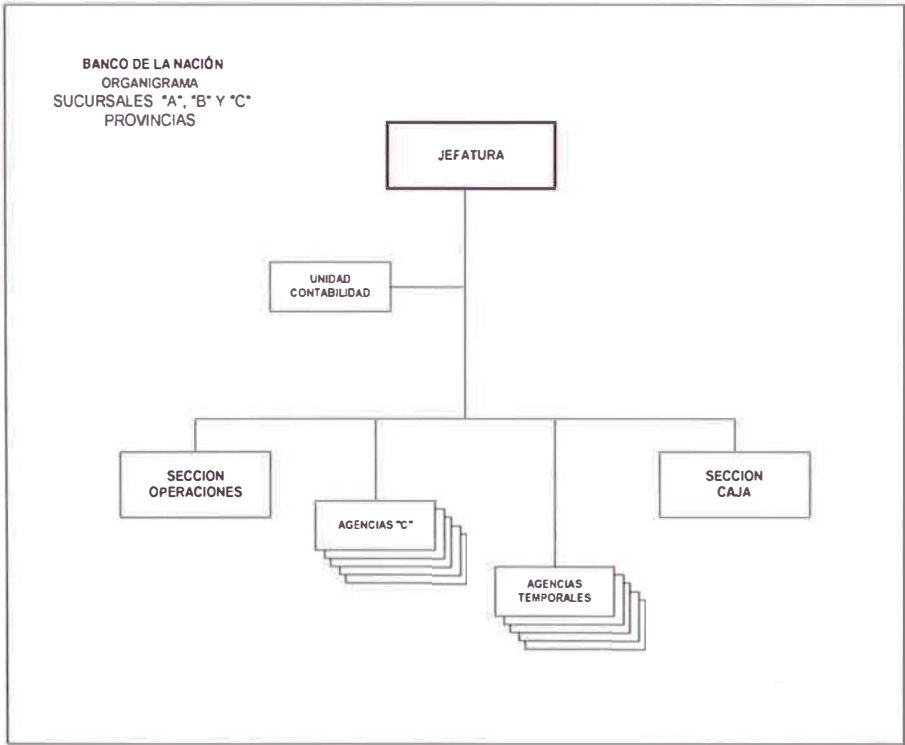 BANCO DE LA NACIÓN
ORGANIGRAMA
SUCURSALES "A", "B" Y "C"
PROVINCIAS
JEFATURA
UNIDAD
CONTABILIDAD
SECCION
OPERACIONES
AGENCIAS "C"
AGENCIAS
TEMPORALES
SECCION
CAJA